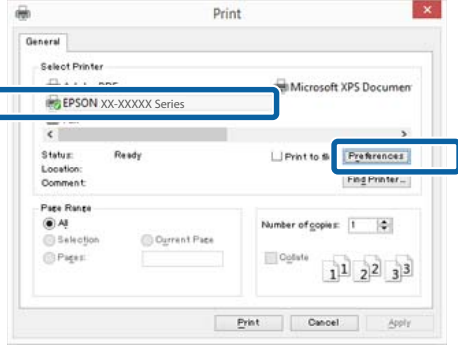 Print
General
Select Printer
EPSON XX-XXXXX Series
Microsoft XPS Documen
Status: Ready
Print to
Preferences
Location:
Comment:
Find Printer...
Page Range
All
Selection
Current Page
Pages:
Number of copies: 1
Collate
1 1 2 2 3 3
Print Cancel Apply